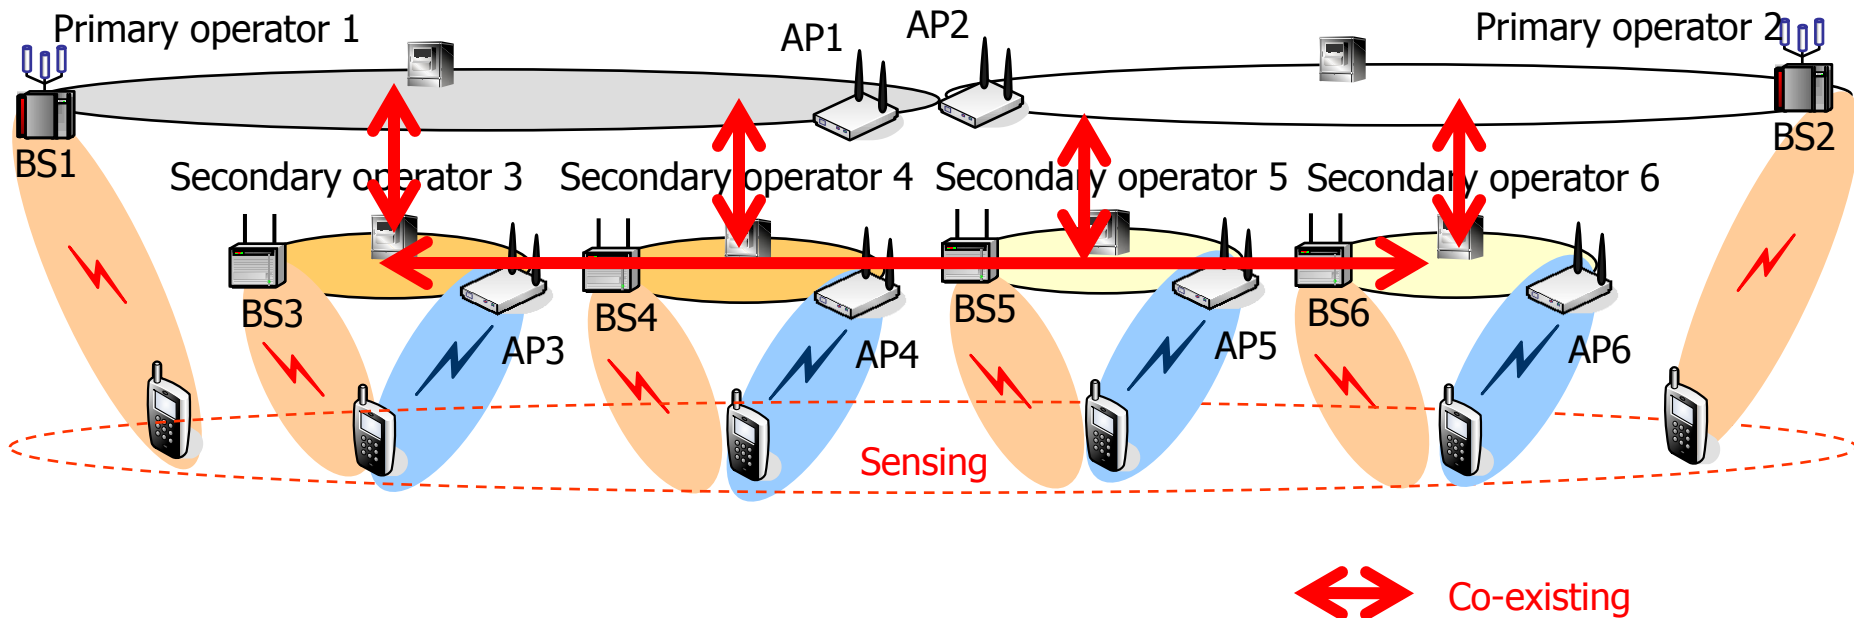 Primary operator 1
AP1
AP2
Primary operator 2
BS1
BS2
Secondary operator 3
Secondary operator 4
Secondary operator 5
Secondary operator 6
BS3
AP3
BS4
AP4
BS5
AP5
BS6
AP6
Sensing
Co-existing